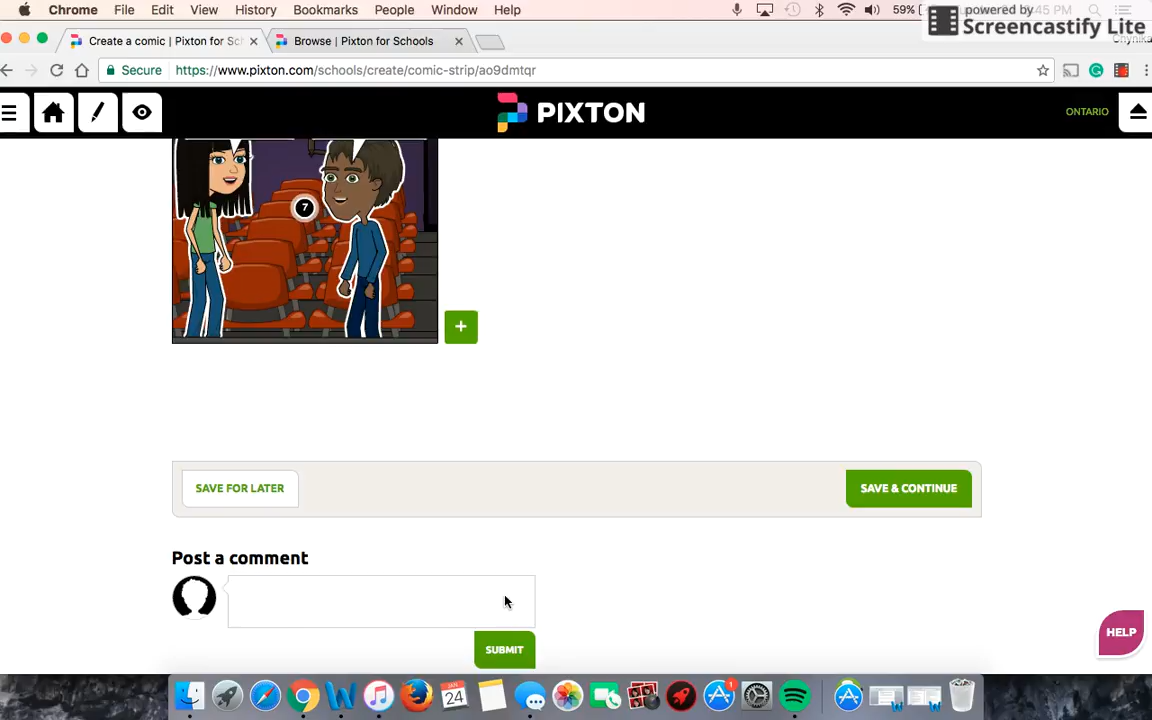 Chrome File Edit View History Bookmarks People Window Help 59%
powered by
Screencastify Lite
Create a comic | Pixton for Sch
Browse | Pixton for Schools
Secure https://www.pixton.com/schools/create/comic-strip/ao9dmtqr
PIXTON
ONTARIO
7
+
SAVE FOR LATER
SAVE & CONTINUE
Post a comment
SUBMIT
HELP
JAN
24
1